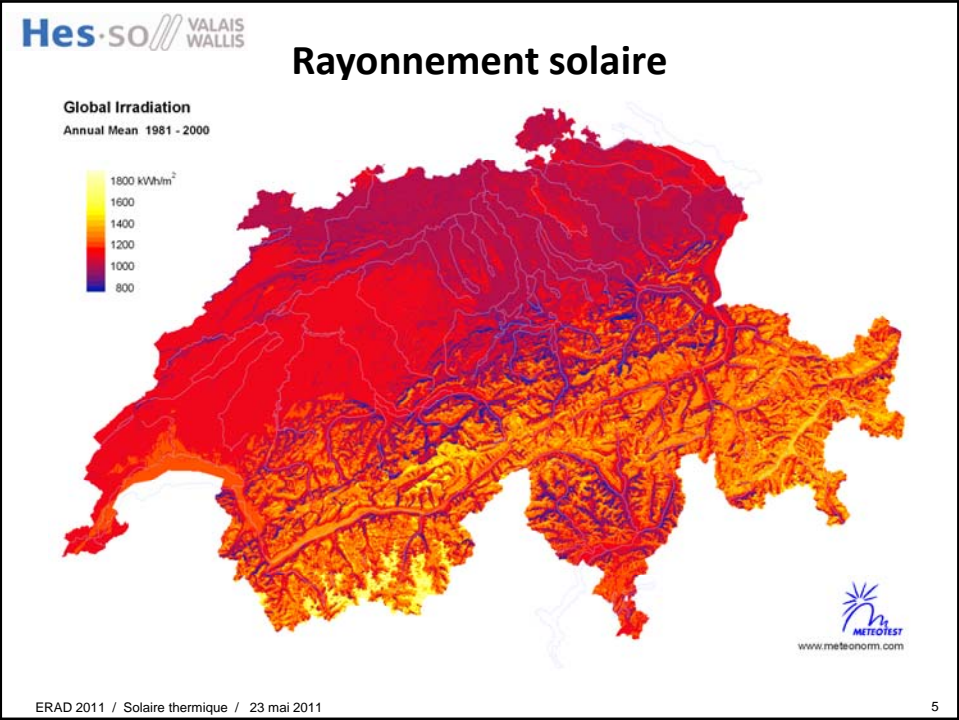 Hes·so VALAIS
WALLIS
Rayonnement solaire
Global Irradiation
Annual Mean 1981 - 2000
1800 kWh/m²
1600
1400
1200
1000
800
METEOTEST
www.meteonorm.com
ERAD 2011 / Solaire thermique / 23 mai 2011
5